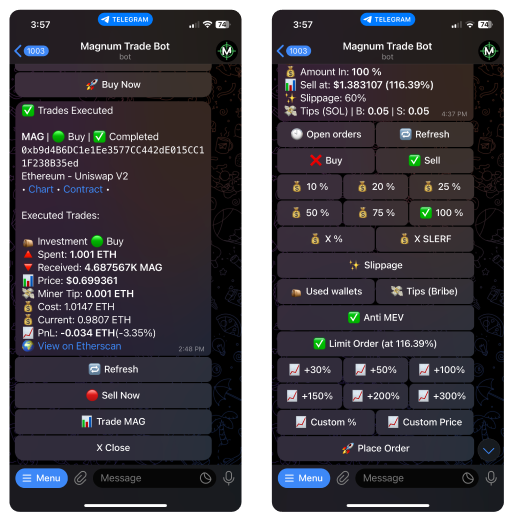 3:57
TELEGRAM
74
1003
Magnum Trade Bot
bot
🚀 Buy Now
✅ Trades Executed
MAG | 🟢 Buy | ✅ Completed
0xb9d4B6DC1e1Ee3577CC442dE015CC1
1F238B35ed
Ethereum - Uniswap V2
• Chart • Contract •
Executed Trades:
👝 Investment 🟢 Buy
🔺 Spent: 1.001 ETH
🔻 Received: 4.687567K MAG
📊 Price: $0.699361
💸 Miner Tip: 0.001 ETH
💰 Cost: 1.0147 ETH
💰 Current: 0.9807 ETH
📈 PnL: -0.034 ETH(-3.35%)
🌍 View on Etherscan
2:48 PM
🔁 Refresh
🔴 Sell Now
📊 Trade MAG
X Close
Menu
Message
3:57
TELEGRAM
74
1003
Magnum Trade Bot
bot
💰 Amount In: 100 %
📊 Sell at: $1.383107 (116.39%)
✨ Slippage: 60%
💸 Tips (SOL) | B: 0.05 | S: 0.05
4:37 PM
🕙 Open orders
🔁 Refresh
❌ Buy
✅ Sell
💰 10 %
💰 20 %
💰 25 %
💰 50 %
💰 75 %
✅ 100 %
💰 X %
💰 X SLERF
✨ Slippage
👝 Used wallets
💸 Tips (Bribe)
✅ Anti MEV
✅ Limit Order (at 116.39%)
📈 +30%
📈 +50%
📈 +100%
📈 +150%
📈 +200%
📈 +300%
📈 Custom %
📈 Custom Price
🚀 Place Order
Menu
Message